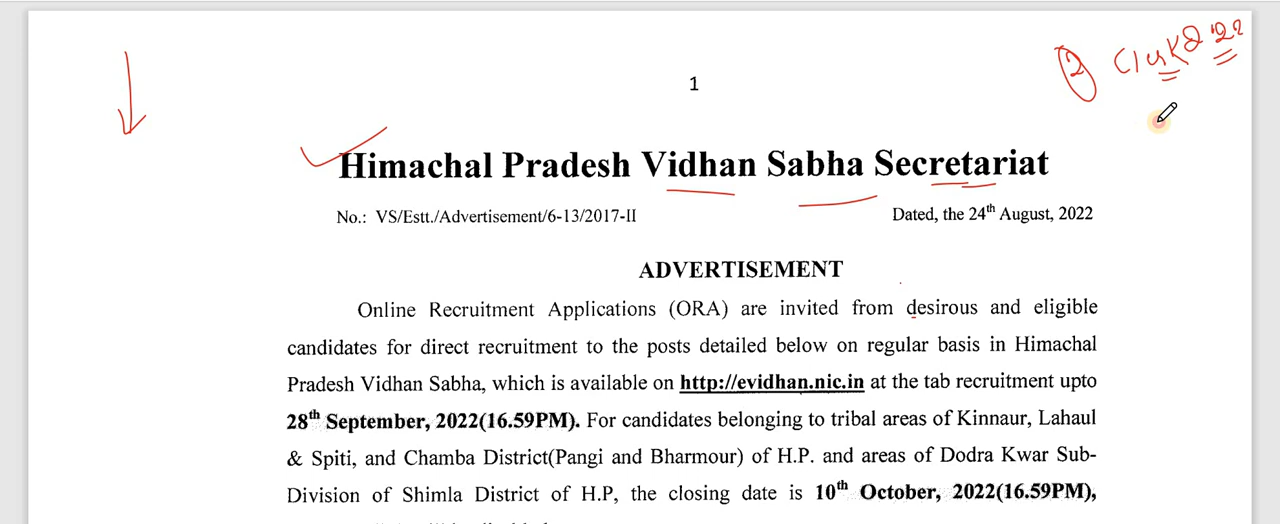 ② Clerk 2022
1
Himachal Pradesh Vidhan Sabha Secretariat
No.: VS/Estt./Advertisement/6-13/2017-II Dated, the 24th August, 2022
ADVERTISEMENT
Online Recruitment Applications (ORA) are invited from desirous and eligible
candidates for direct recruitment to the posts detailed below on regular basis in Himachal
Pradesh Vidhan Sabha, which is available on http://evidhan.nic.in at the tab recruitment upto
28th September, 2022(16.59PM). For candidates belonging to tribal areas of Kinnaur, Lahaul
& Spiti, and Chamba District(Pangi and Bharmour) of H.P. and areas of Dodra Kwar Sub-
Division of Shimla District of H.P, the closing date is 10th October, 2022(16.59PM),